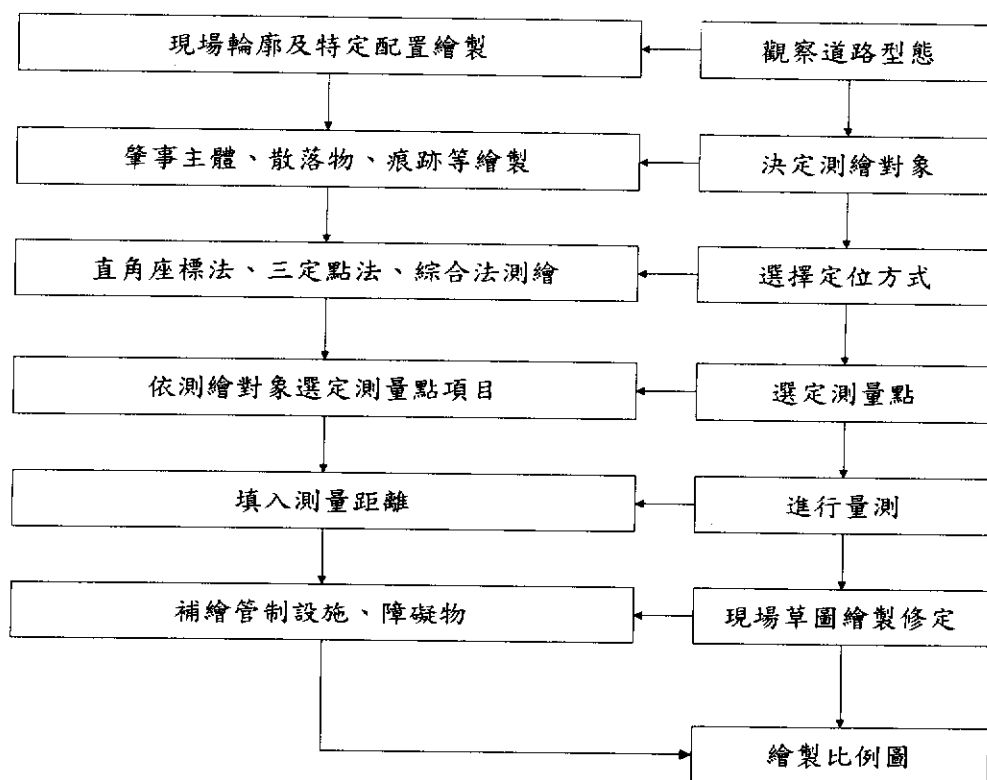 現場輪廓及特定配置繪製
觀察道路型態
肇事主體、散落物、痕跡等繪製
決定測繪對象
直角座標法、三定點法、綜合法測繪
選擇定位方式
依測繪對象選定測量點項目
選定測量點
填入測量距離
進行量測
補繪管制設施、障礙物
現場草圖繪製修定
繪製比例圖